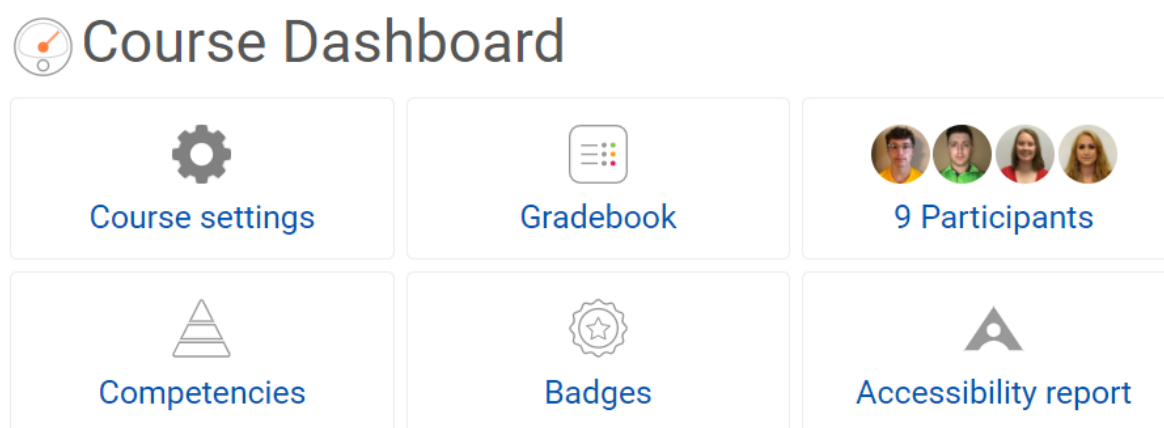 Course Dashboard
Course settings
Gradebook
9 Participants
Competencies
Badges
Accessibility report